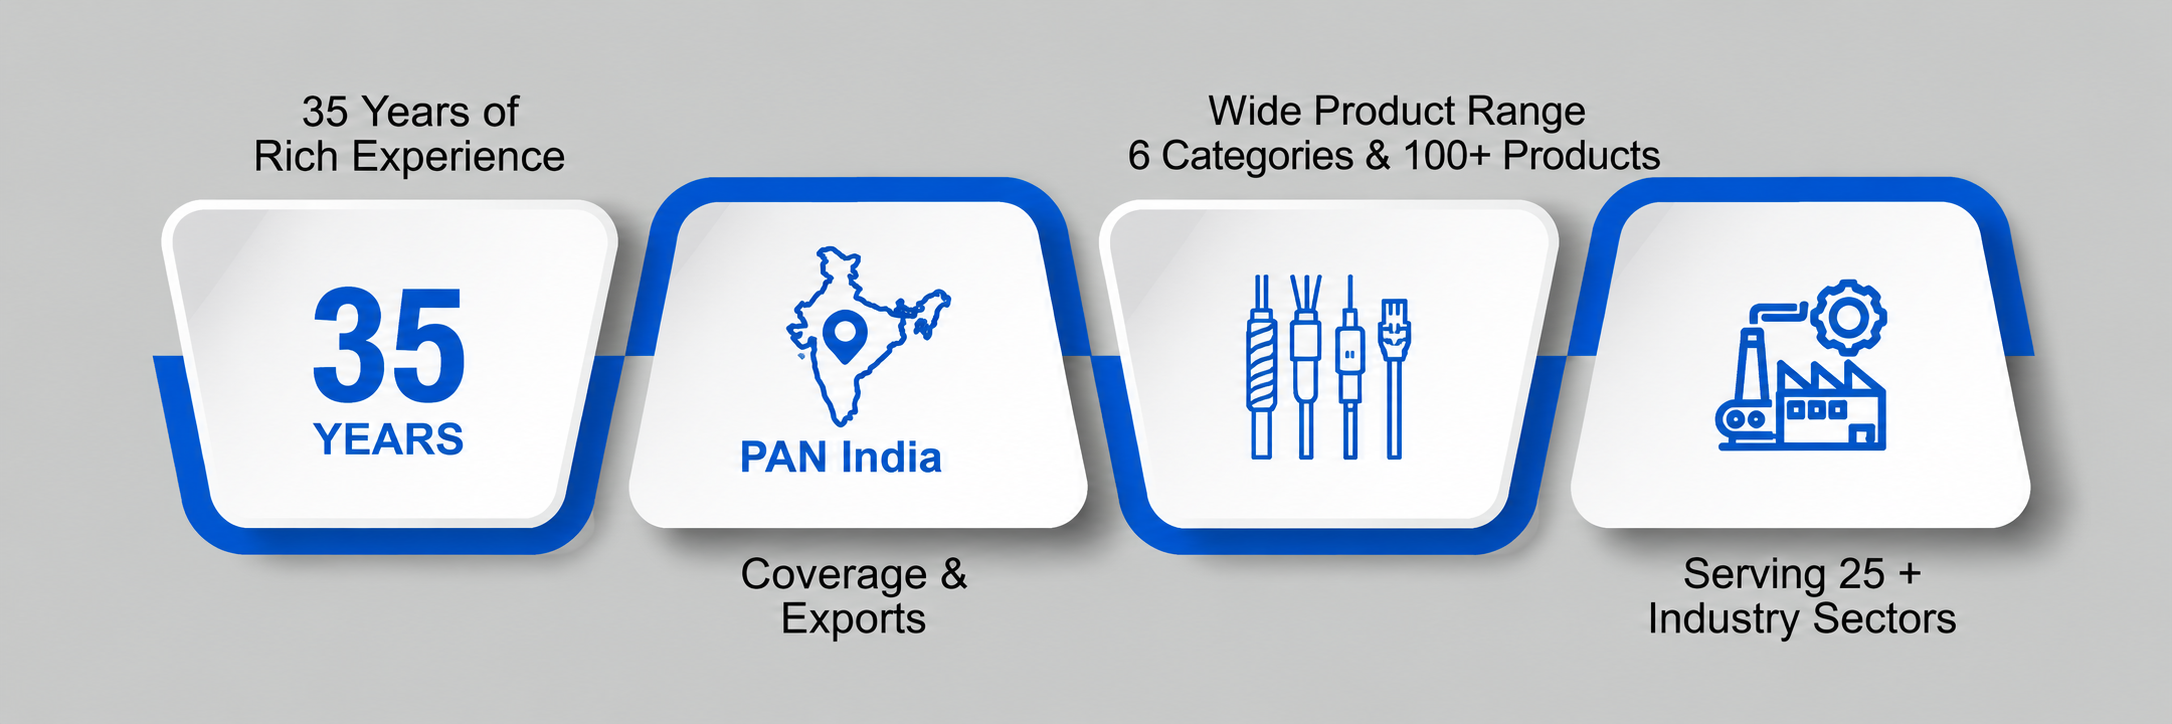 35 Years of
Rich Experience
35
YEARS
PAN India
Coverage &
Exports
Wide Product Range
6 Categories & 100+ Products
Serving 25 +
Industry Sectors